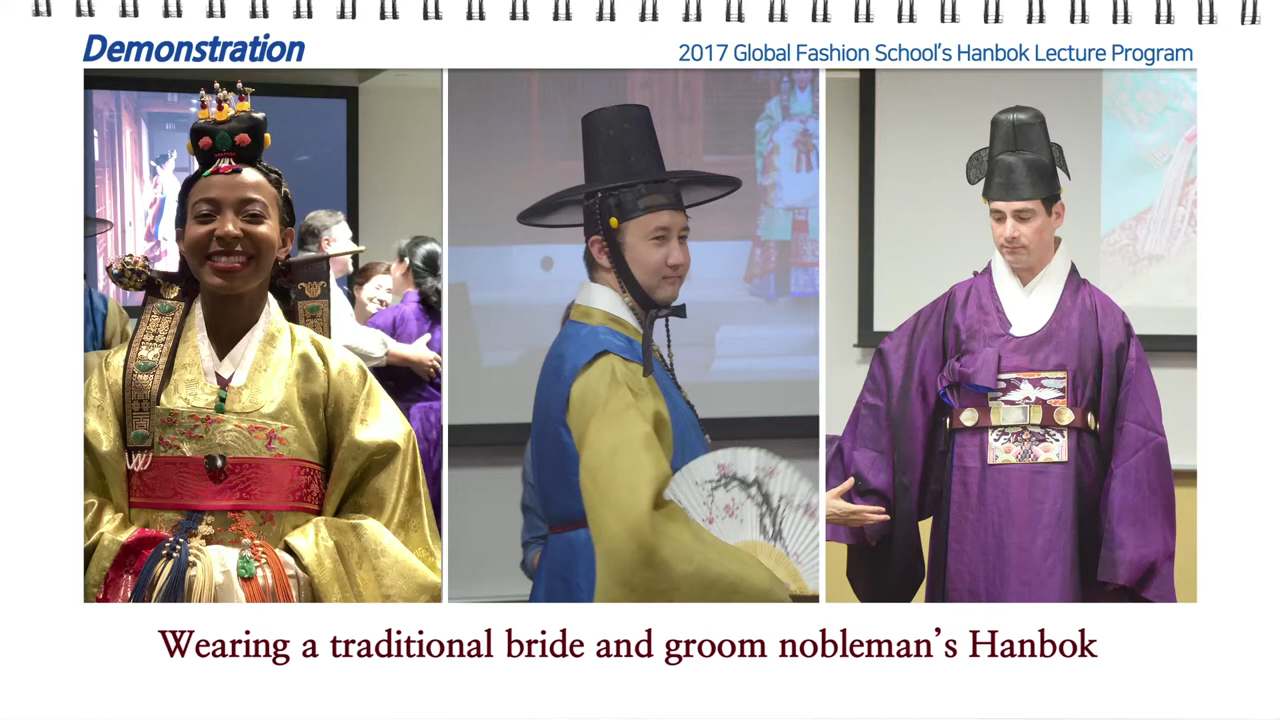 Demonstration
2017 Global Fashion School's Hanbok Lecture Program
Wearing a traditional bride and groom nobleman's Hanbok